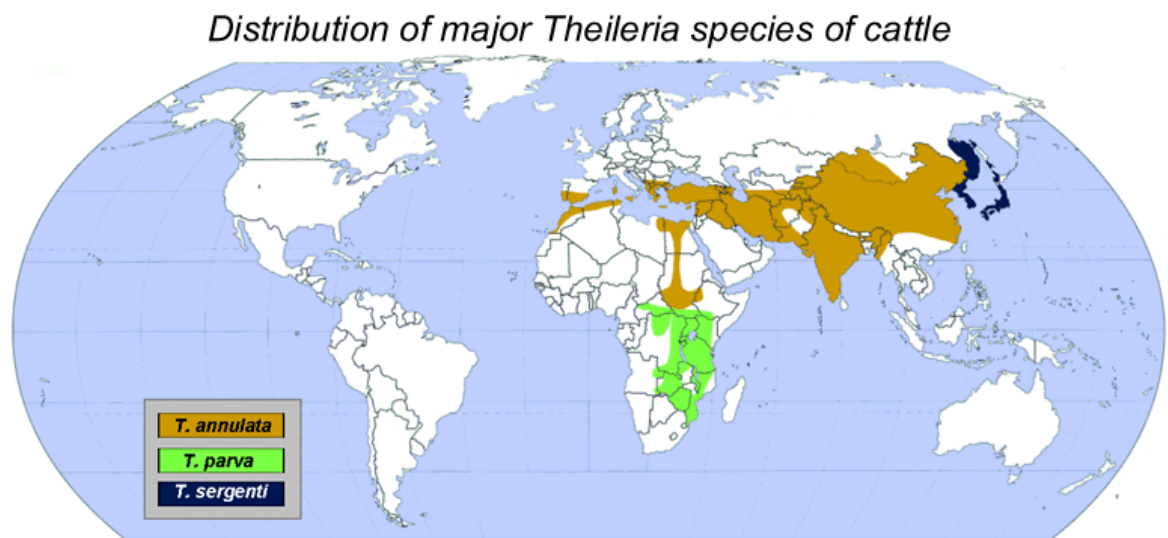 Distribution of major Theileria species of cattle
T. annulata
T. parva
T. sergenti